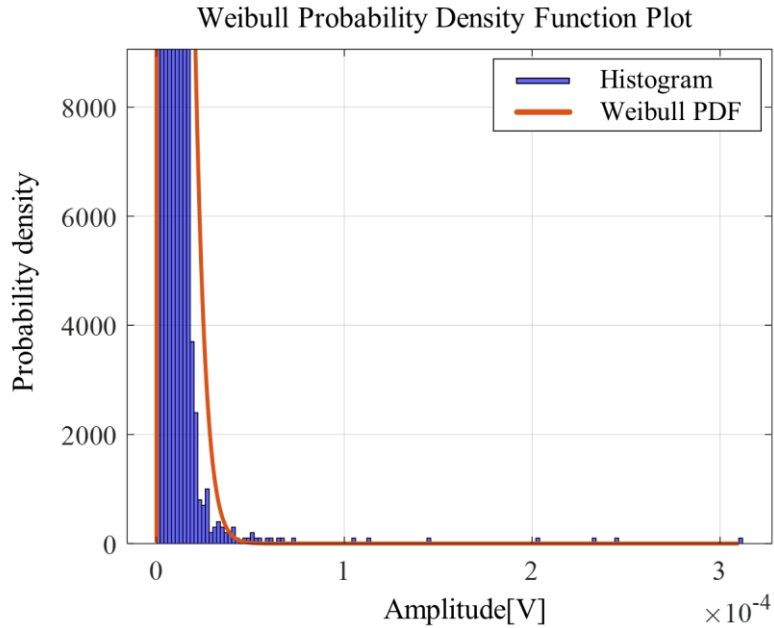 Weibull Probability Density Function Plot
Histogram
Weibull PDF
8000
6000
4000
2000
0
Probability density
0 1 2 3
Amplitude[V]
×10⁻⁴